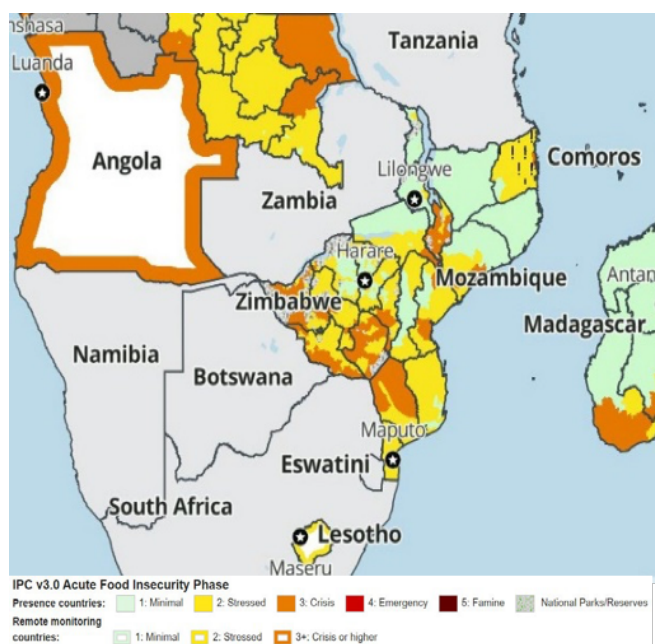 nshasa
Luanda
Tanzania
Angola
Comoros
Lilongwe
Zambia
Harare
Mozambique
Zimbabwe
Antan
Madagascar
Namibia
Botswana
Maputo
Eswatini
South Africa
Lesotho
Maseru
IPC v3.0 Acute Food Insecurity Phase
Presence countries: 1: Minimal 2: Stressed 3: Crisis 4: Emergency 5: Famine National Parks/Reserves
Remote monitoring
countries: 1: Minimal 2: Stressed 3+: Crisis or higher